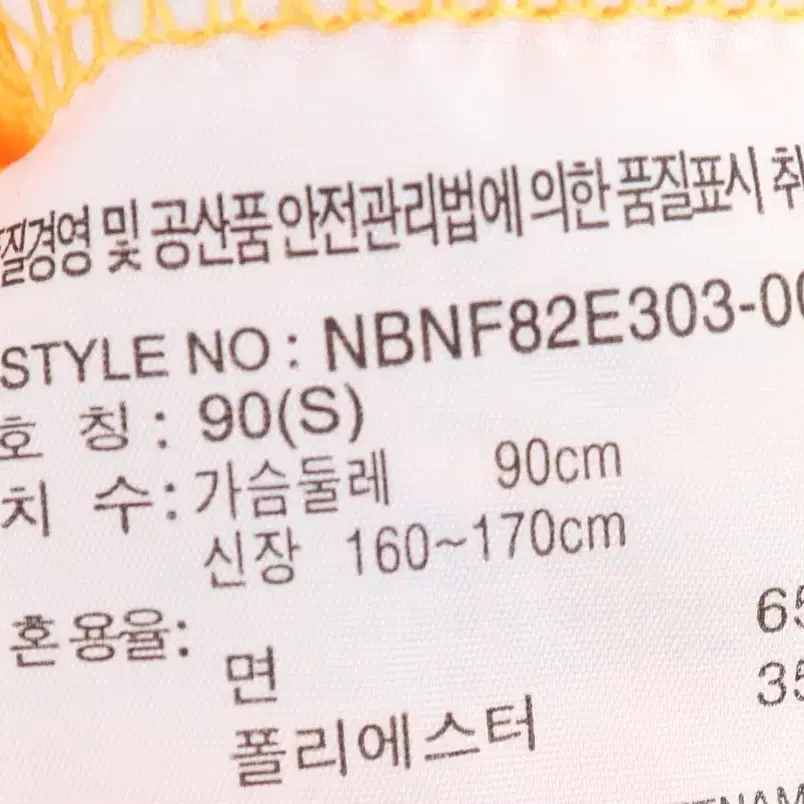 질경영 및 공산품 안전관리법에 의한 품질표시 취
STYLE NO : NBNF82E303-00
호 칭 : 90(S)
치 수 : 가슴둘레 90cm
신장 160~170cm
혼용율:
면 65
폴리에스터 35